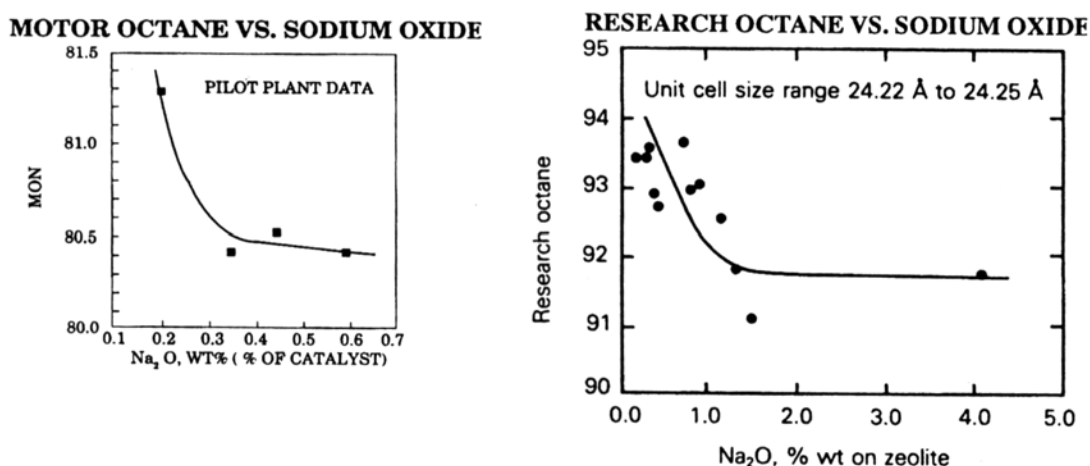 MOTOR OCTANE VS. SODIUM OXIDE
81.5
PILOT PLANT DATA
81.0
MON
80.5
80.0
0.1 0.2 0.3 0.4 0.5 0.6 0.7
Na₂ O, WT% ( % OF CATALYST)
RESEARCH OCTANE VS. SODIUM OXIDE
95
Unit cell size range 24.22 Å to 24.25 Å
94
93
Research octane
92
91
90
0.0 1.0 2.0 3.0 4.0 5.0
Na₂O, % wt on zeolite